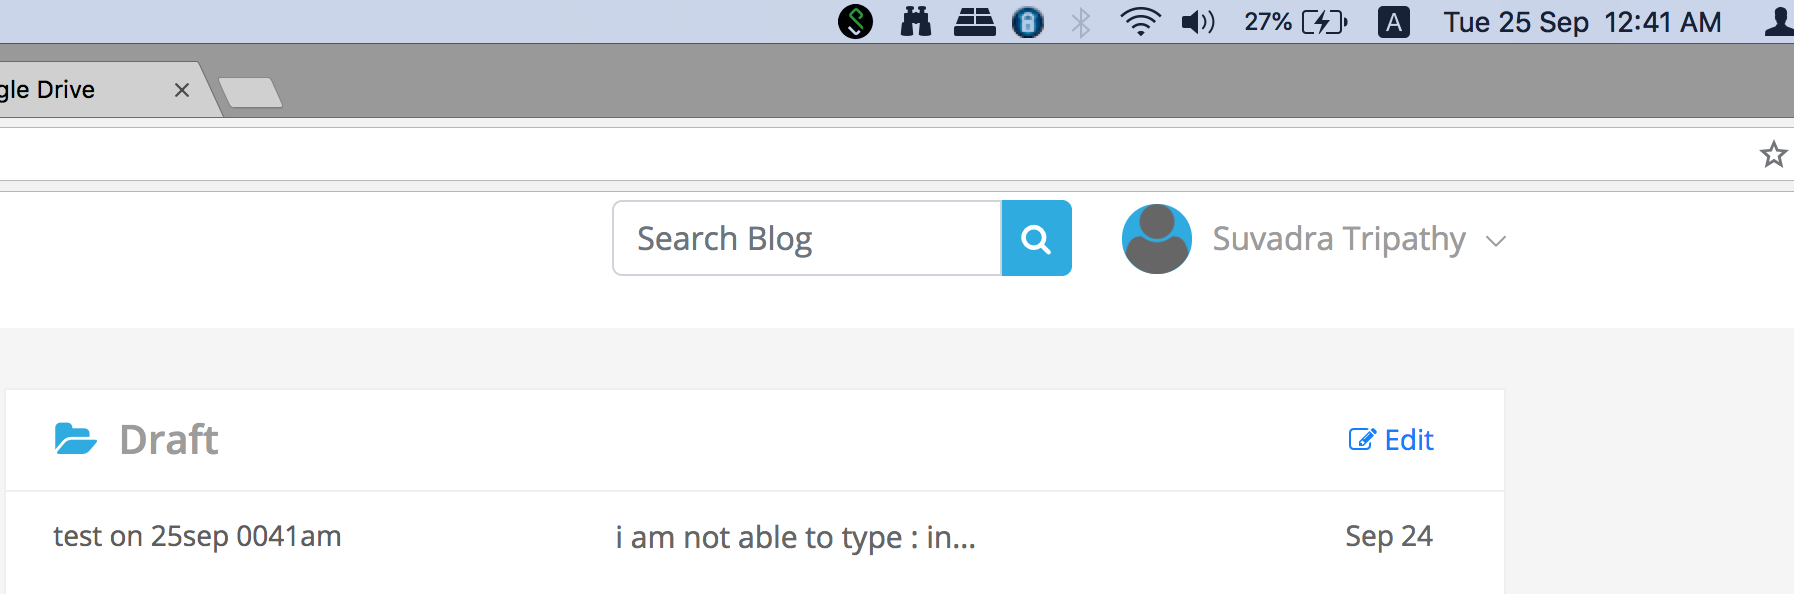 27% A Tue 25 Sep 12:41 AM
gle Drive
Search Blog
Suvadra Tripathy
Draft
Edit
test on 25sep 0041am
i am not able to type : in...
Sep 24